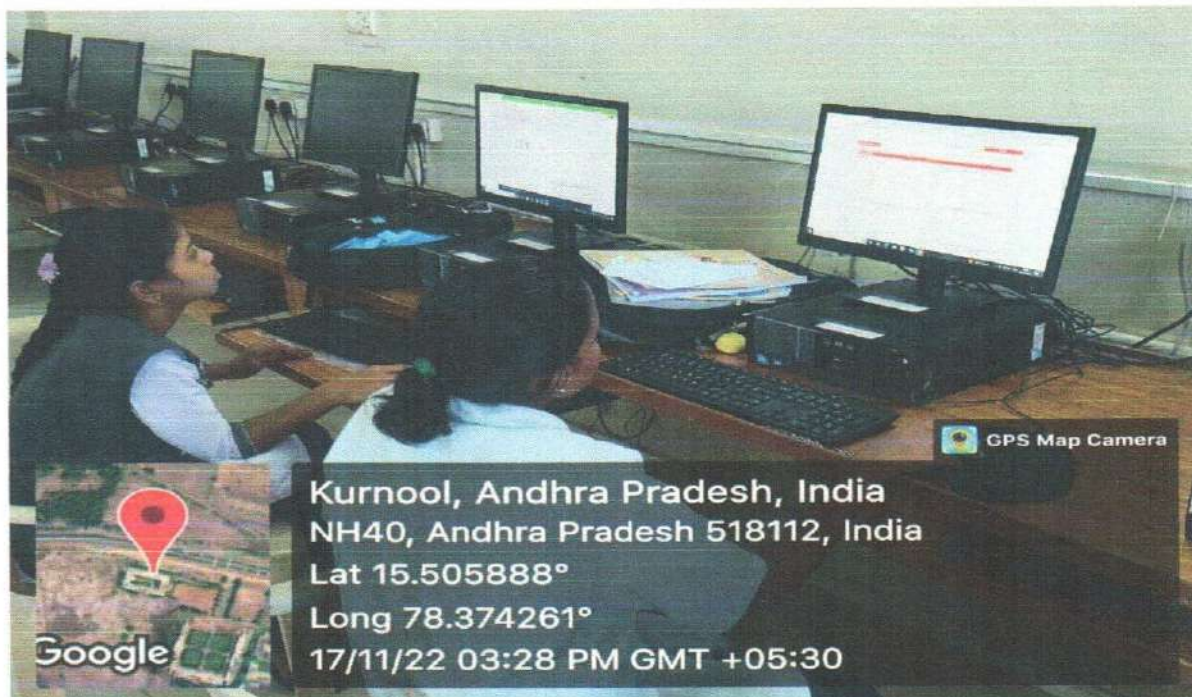 GPS Map Camera
Kurnool, Andhra Pradesh, India
NH40, Andhra Pradesh 518112, India
Lat 15.505888°
Long 78.374261°
17/11/22 03:28 PM GMT +05:30
Google